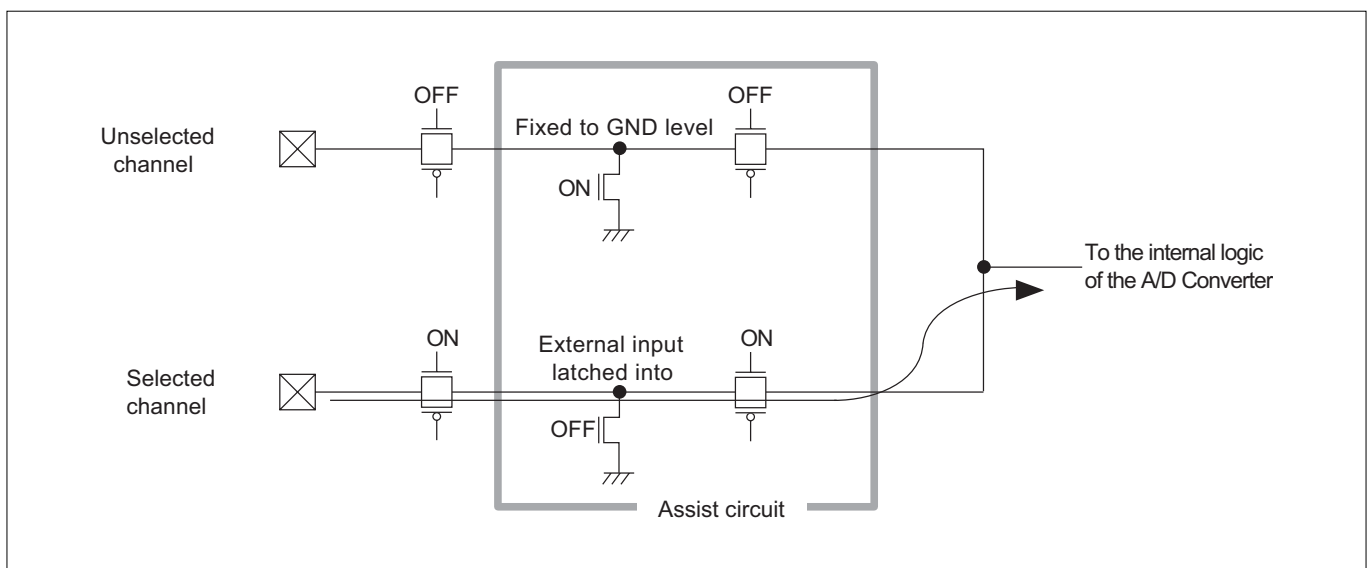 OFF
OFF
Unselected
channel
Fixed to GND level
ON
To the internal logic
of the A/D Converter
ON
External input
latched into
ON
Selected
channel
OFF
Assist circuit